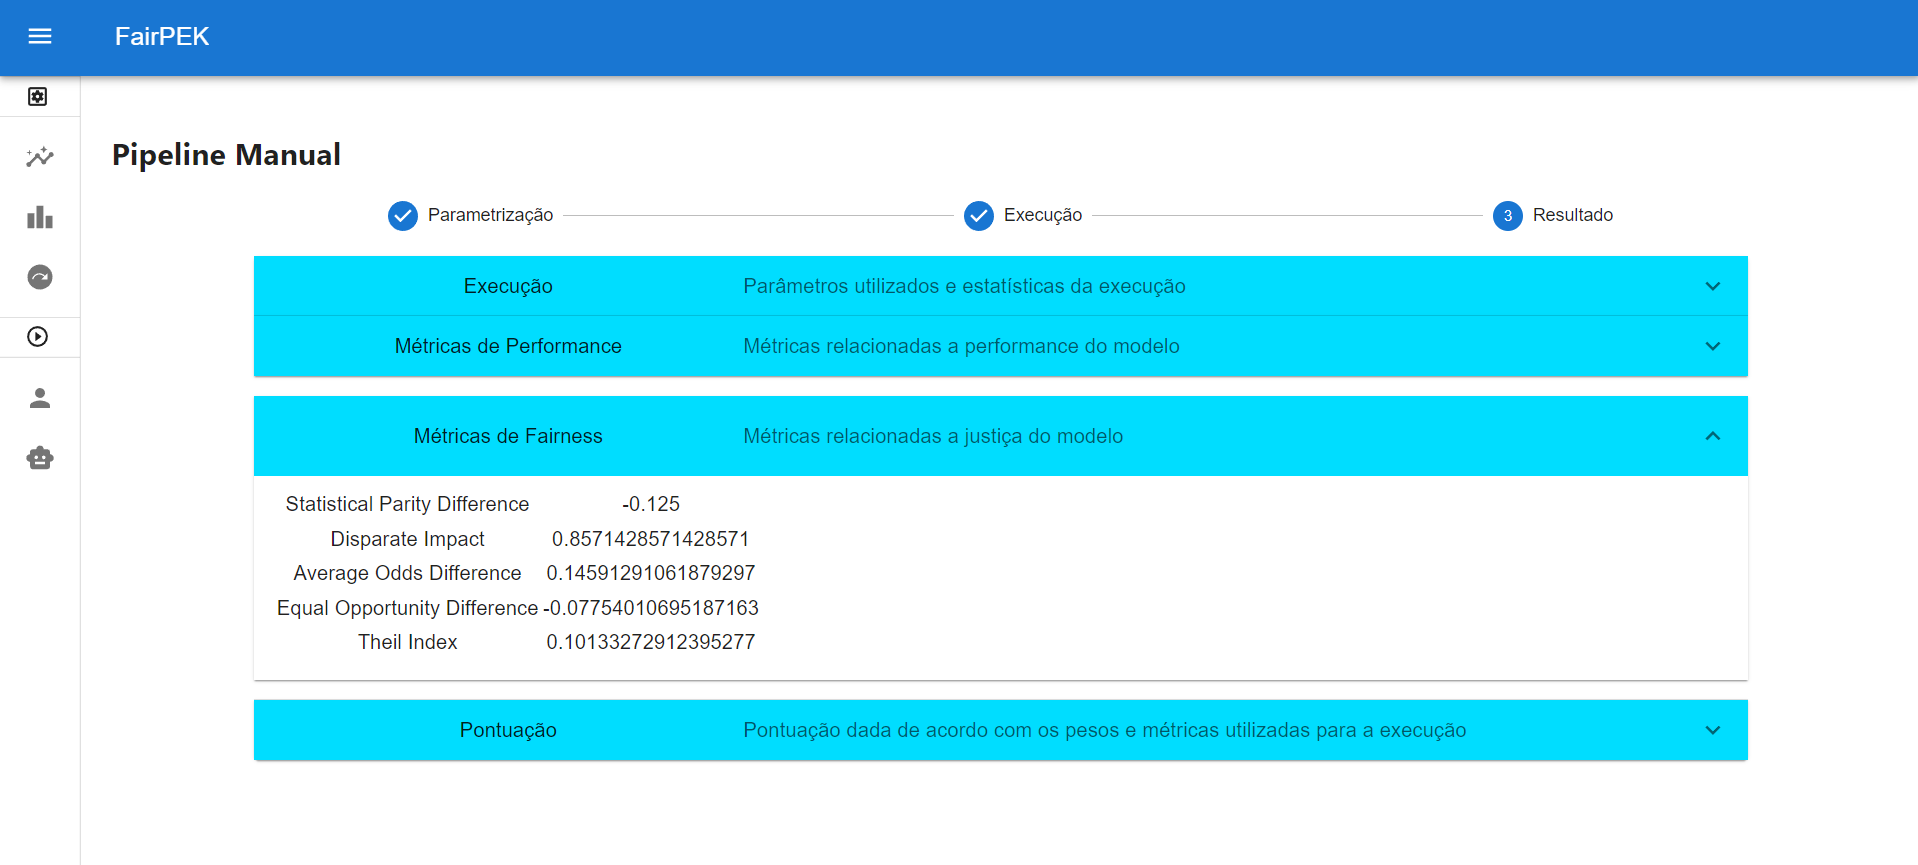 FairPEK
Pipeline Manual
Parametrização
Execução
3 Resultado
Execução Parâmetros utilizados e estatísticas da execução
Métricas de Performance Métricas relacionadas a performance do modelo
Métricas de Fairness Métricas relacionadas a justiça do modelo
Statistical Parity Difference -0.125
Disparate Impact 0.8571428571428571
Average Odds Difference 0.14591291061879297
Equal Opportunity Difference -0.07754010695187163
Theil Index 0.10133272912395277
Pontuação Pontuação dada de acordo com os pesos e métricas utilizadas para a execução